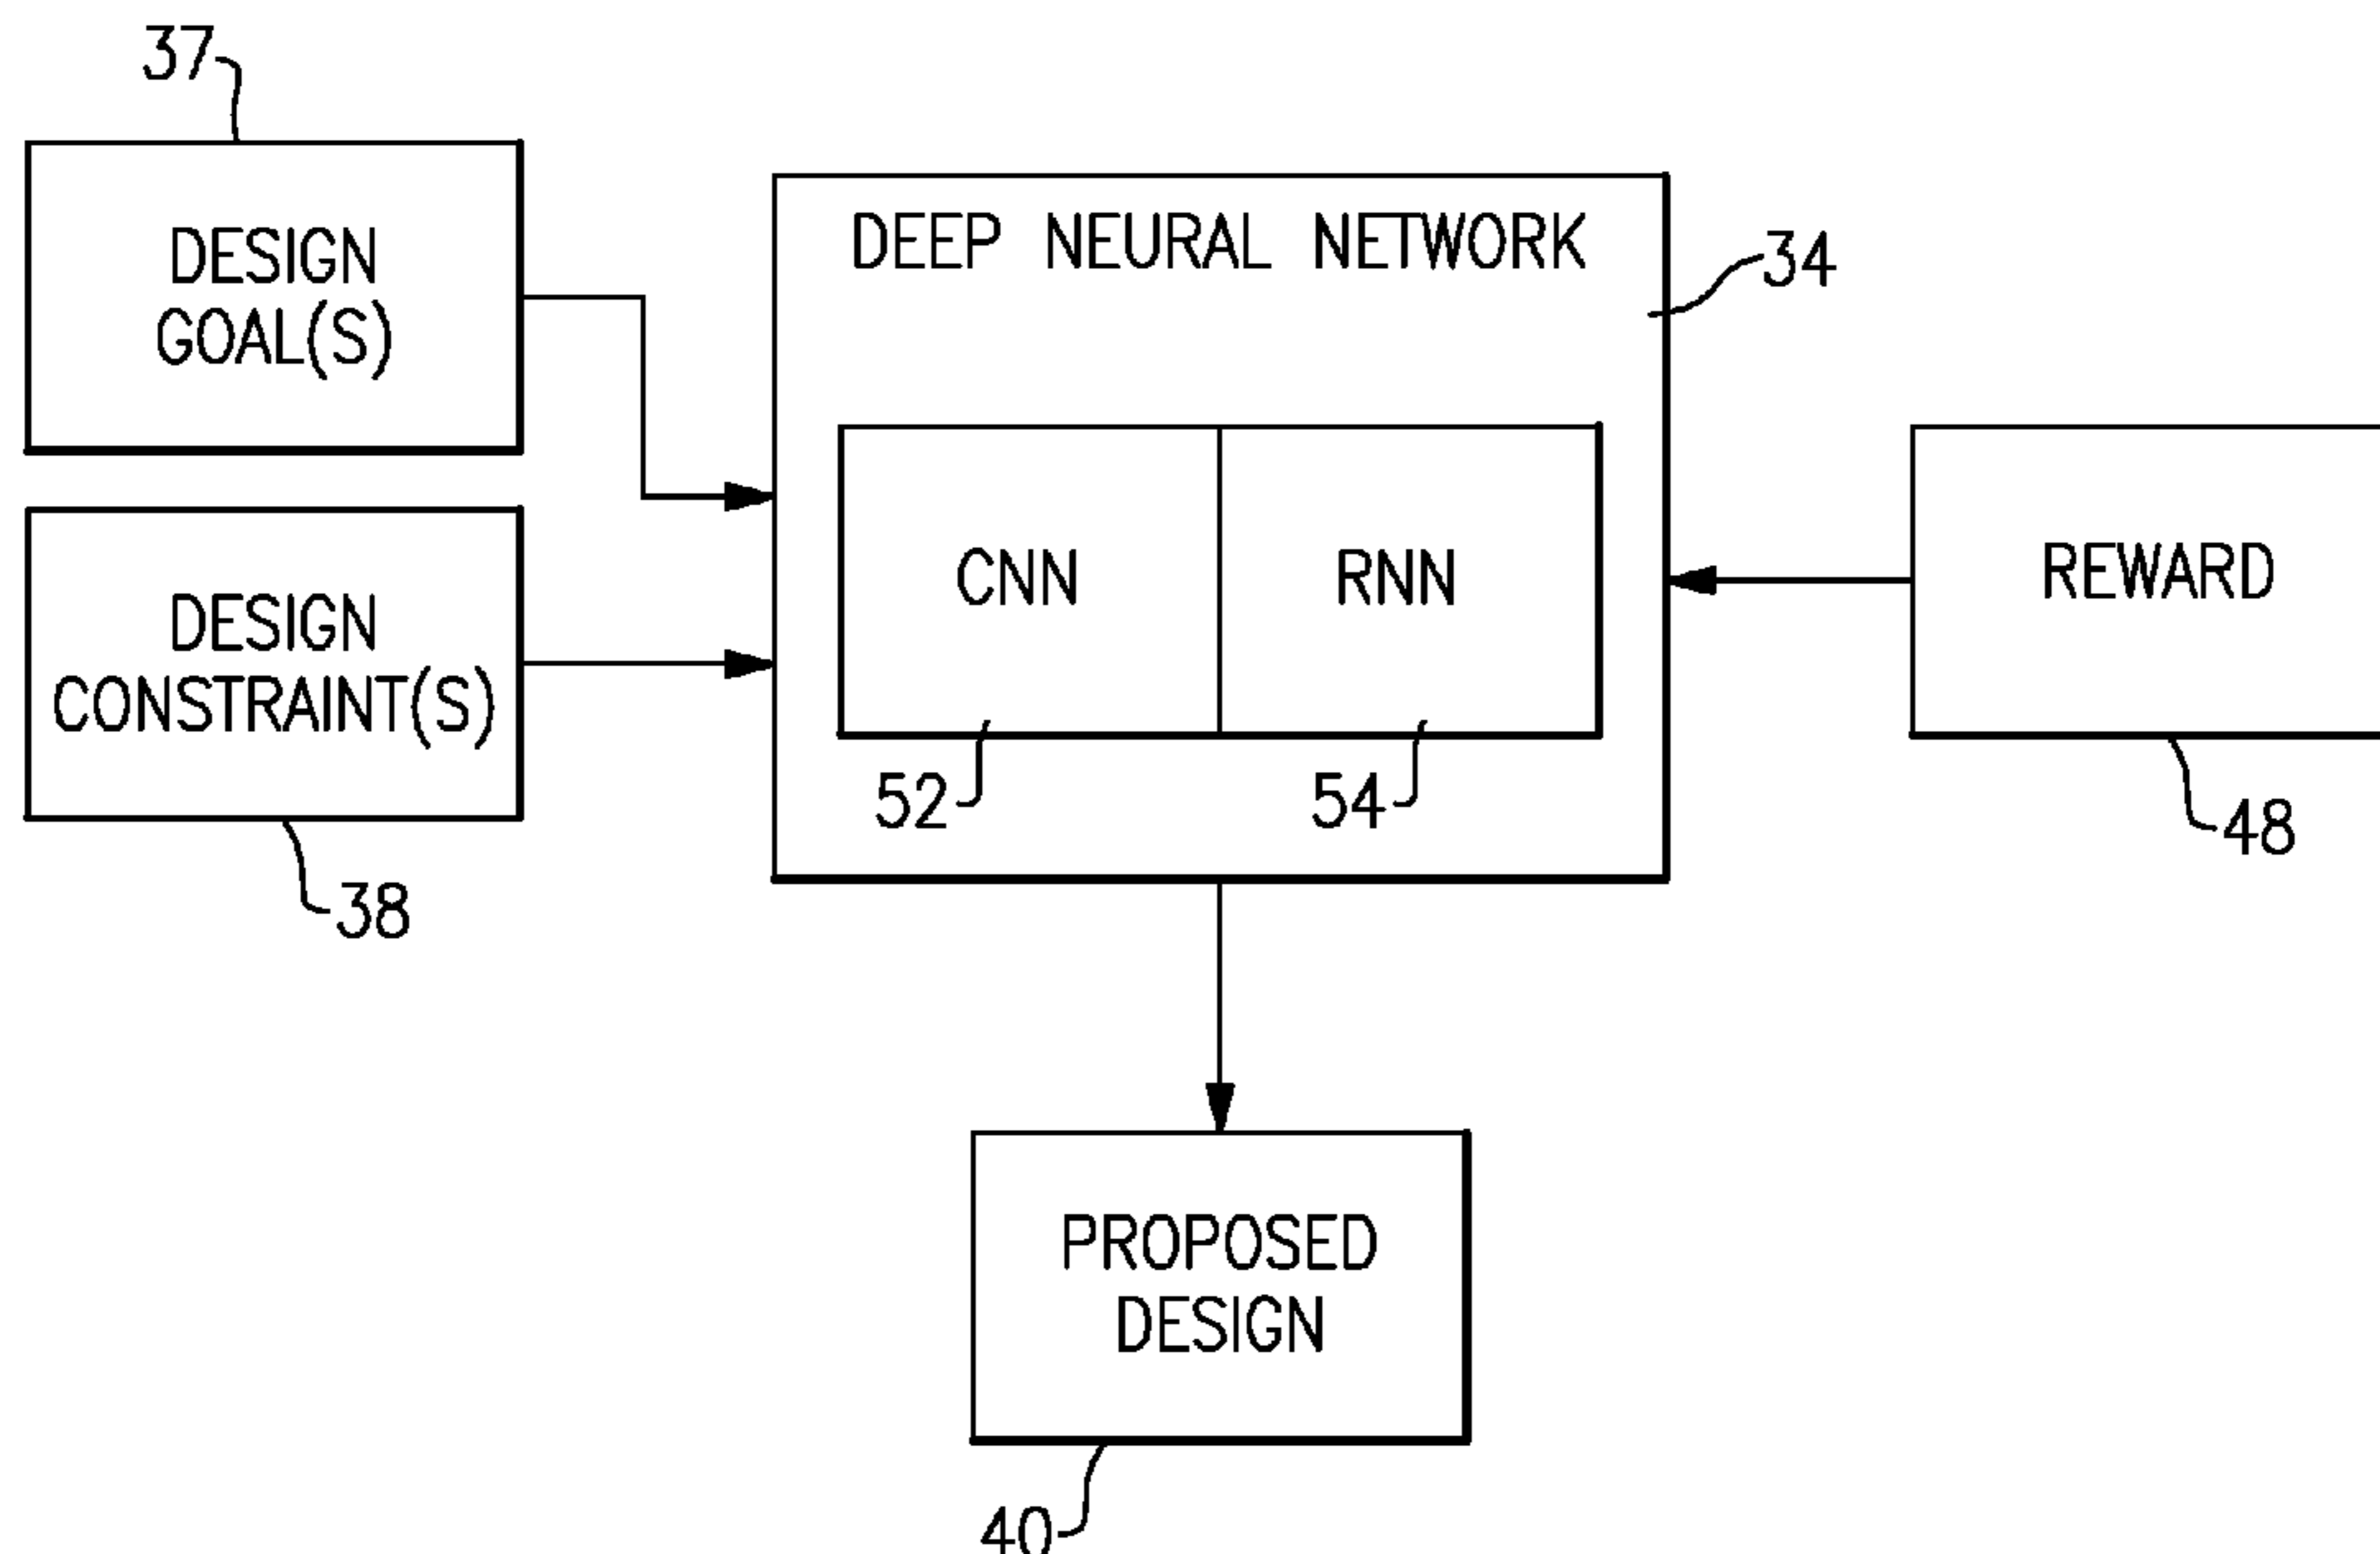 37
DESIGN
GOAL(S)
DEEP NEURAL NETWORK
34
DESIGN
CONSTRAINT(S)
38
CNN
RNN
52
54
REWARD
48
PROPOSED
DESIGN
40